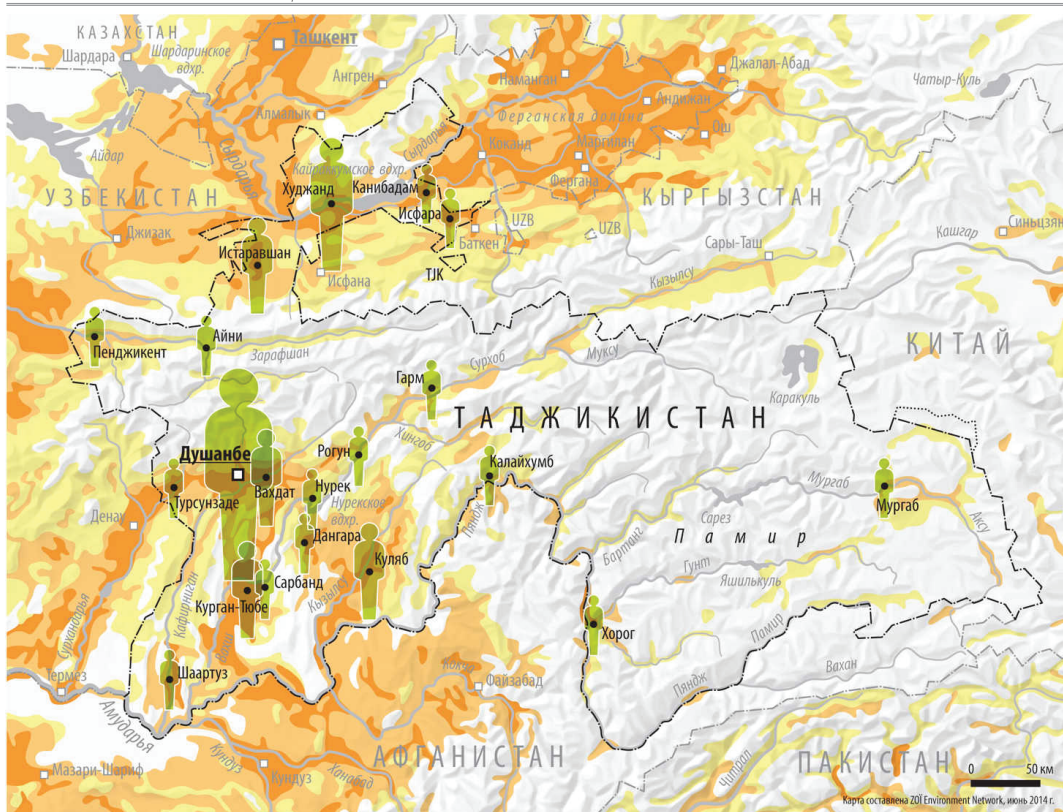 КАЗАХСТАН
Шардара
Шардаринское
вдхр.
Ташкент
Ангрен
Алмалык
Айдар
Сырдарья
УЗБЕКИСТАН
Джизак
Наманган
Джалал-Абад
Чатыр-Куль
Андижан
Ферганская долина
Ош
Коканд
Маргилан
Фергана
Сырдарья
Кайраккумское вдхр.
Худжанд
Канибадам
Исфара
UZB
UZB
Баткен
КЫРГЫЗСТАН
TJK
Исфана
Истаравшан
Сары-Таш
Кызылсу
Кашгар
Синьцзян
Пенджикент
Айни
Зарафшан
КИТАЙ
Гарм
Сурхоб
Муксу
Каракуль
ТАДЖИКИСТАН
Хингоб
Душанбе
Рогун
Вахдат
Нурек
Турсунзаде
Нурекское
вдхр.
Калайхумб
Пяндж
Мургаб
Мургаб
Аксу
Сарез
Памир
Бартанг
Гунт
Яшилькуль
Денау
Дангара
Куляб
Сарбанд
Курган-Тюбе
Кызылсу
Кафирниган
Вахш
Сурхандарья
Хорог
Памир
Вахан
Пяндж
Шаартуз
Термез
Амударья
Кокча
Файзабад
АФГАНИСТАН
Мазари-Шариф
Кундуз
Кундуз
Ханабад
Читрал
ПАКИСТАН
0 50 км
Карта составлена ZOÏ Environment Network, июнь 2014 г.